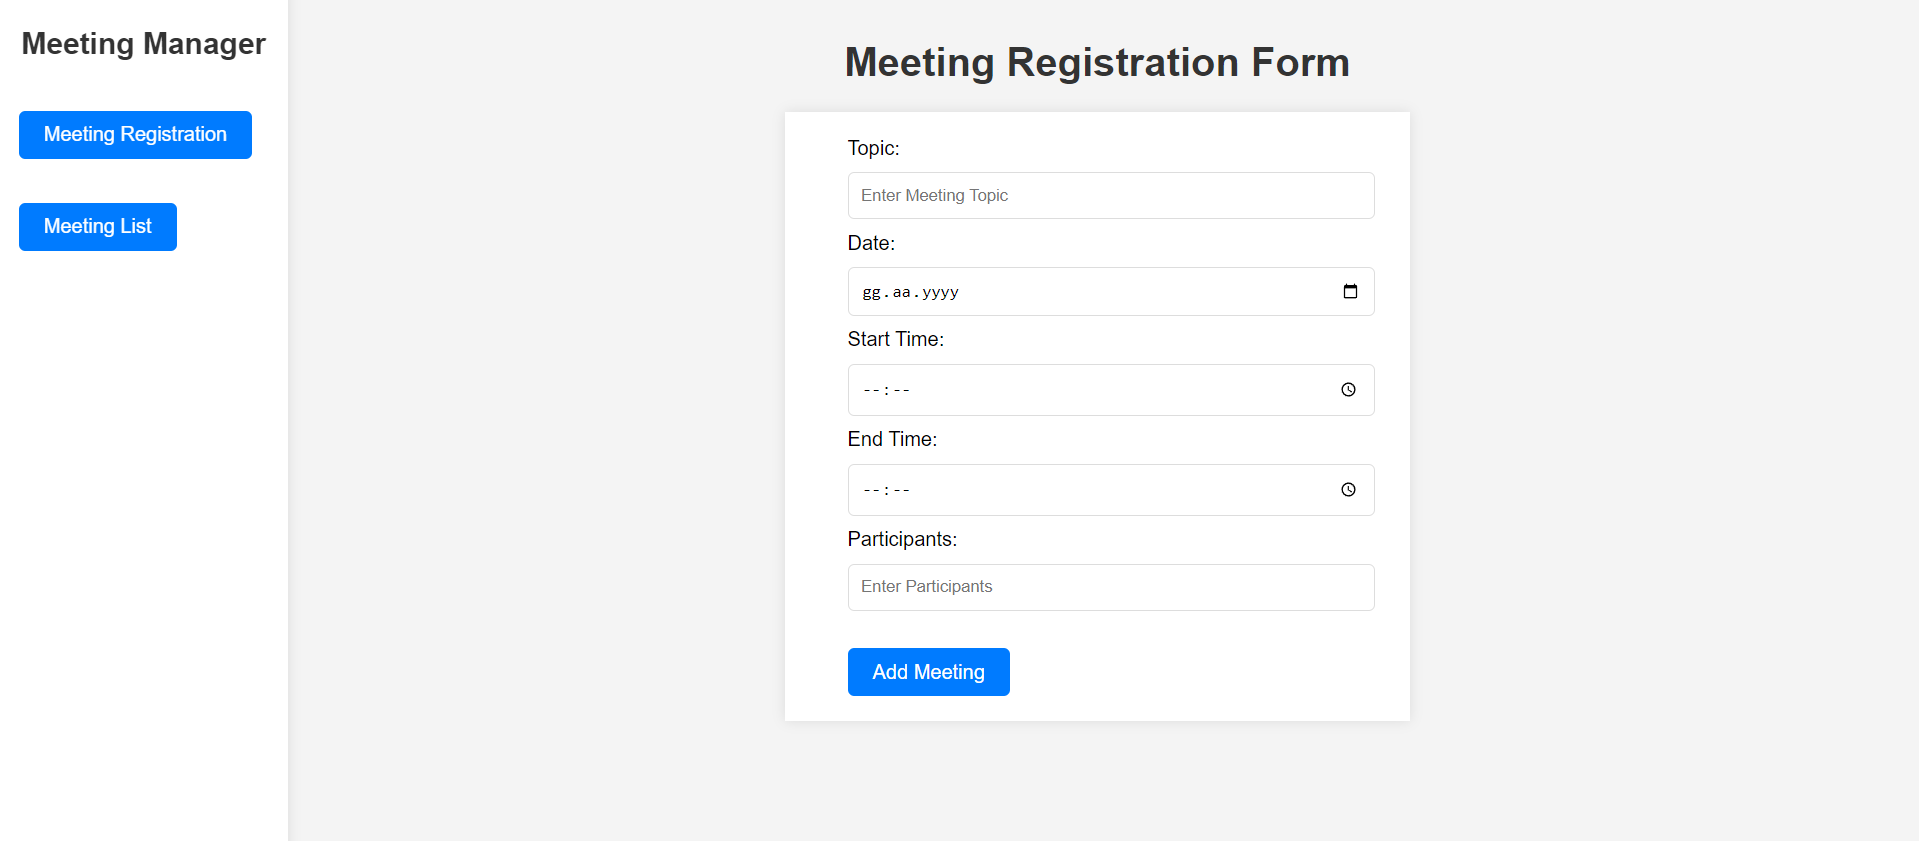 Meeting Manager
Meeting Registration
Meeting List
Meeting Registration Form
Topic:
Enter Meeting Topic
Date:
gg.aa.yyyy
Start Time:
--:--
End Time:
--:--
Participants:
Enter Participants
Add Meeting